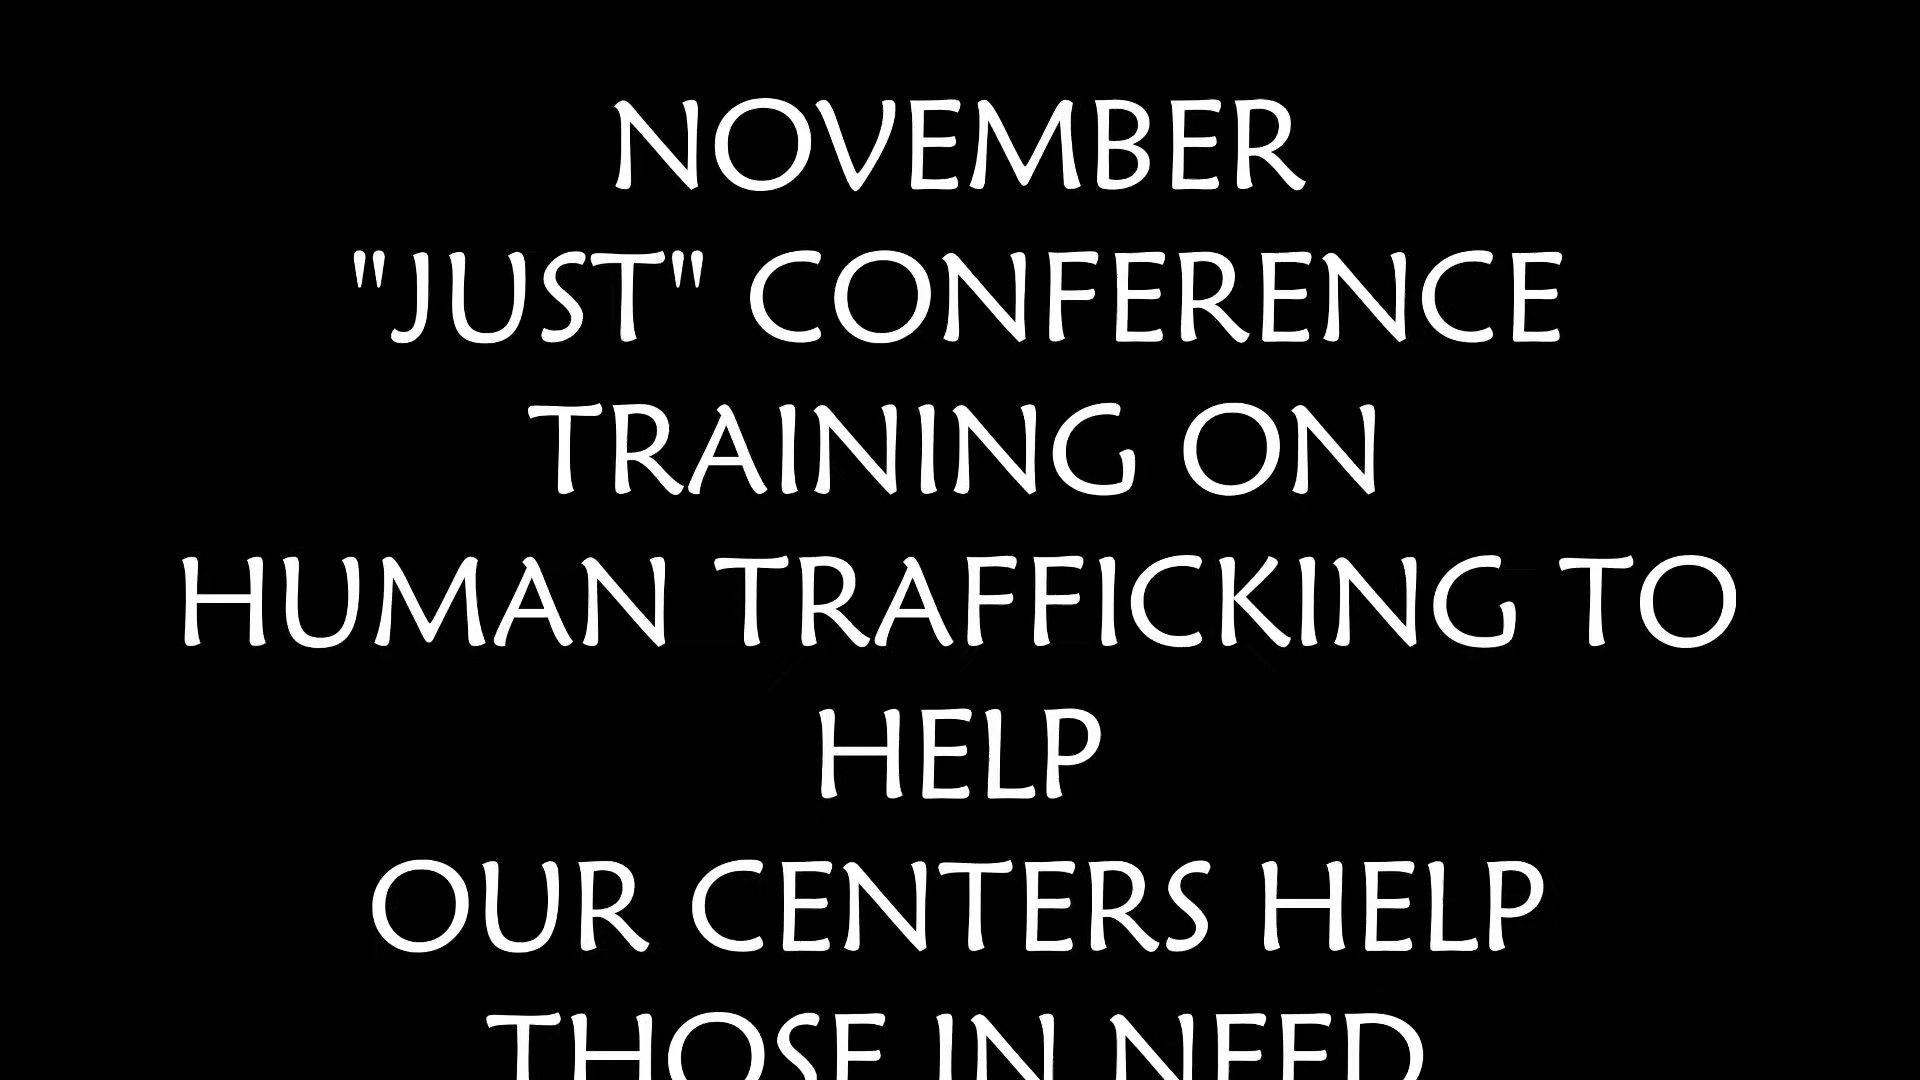 NOVEMBER
"JUST" CONFERENCE
TRAINING ON
HUMAN TRAFFICKING TO
HELP
OUR CENTERS HELP
THOSE IN NEED